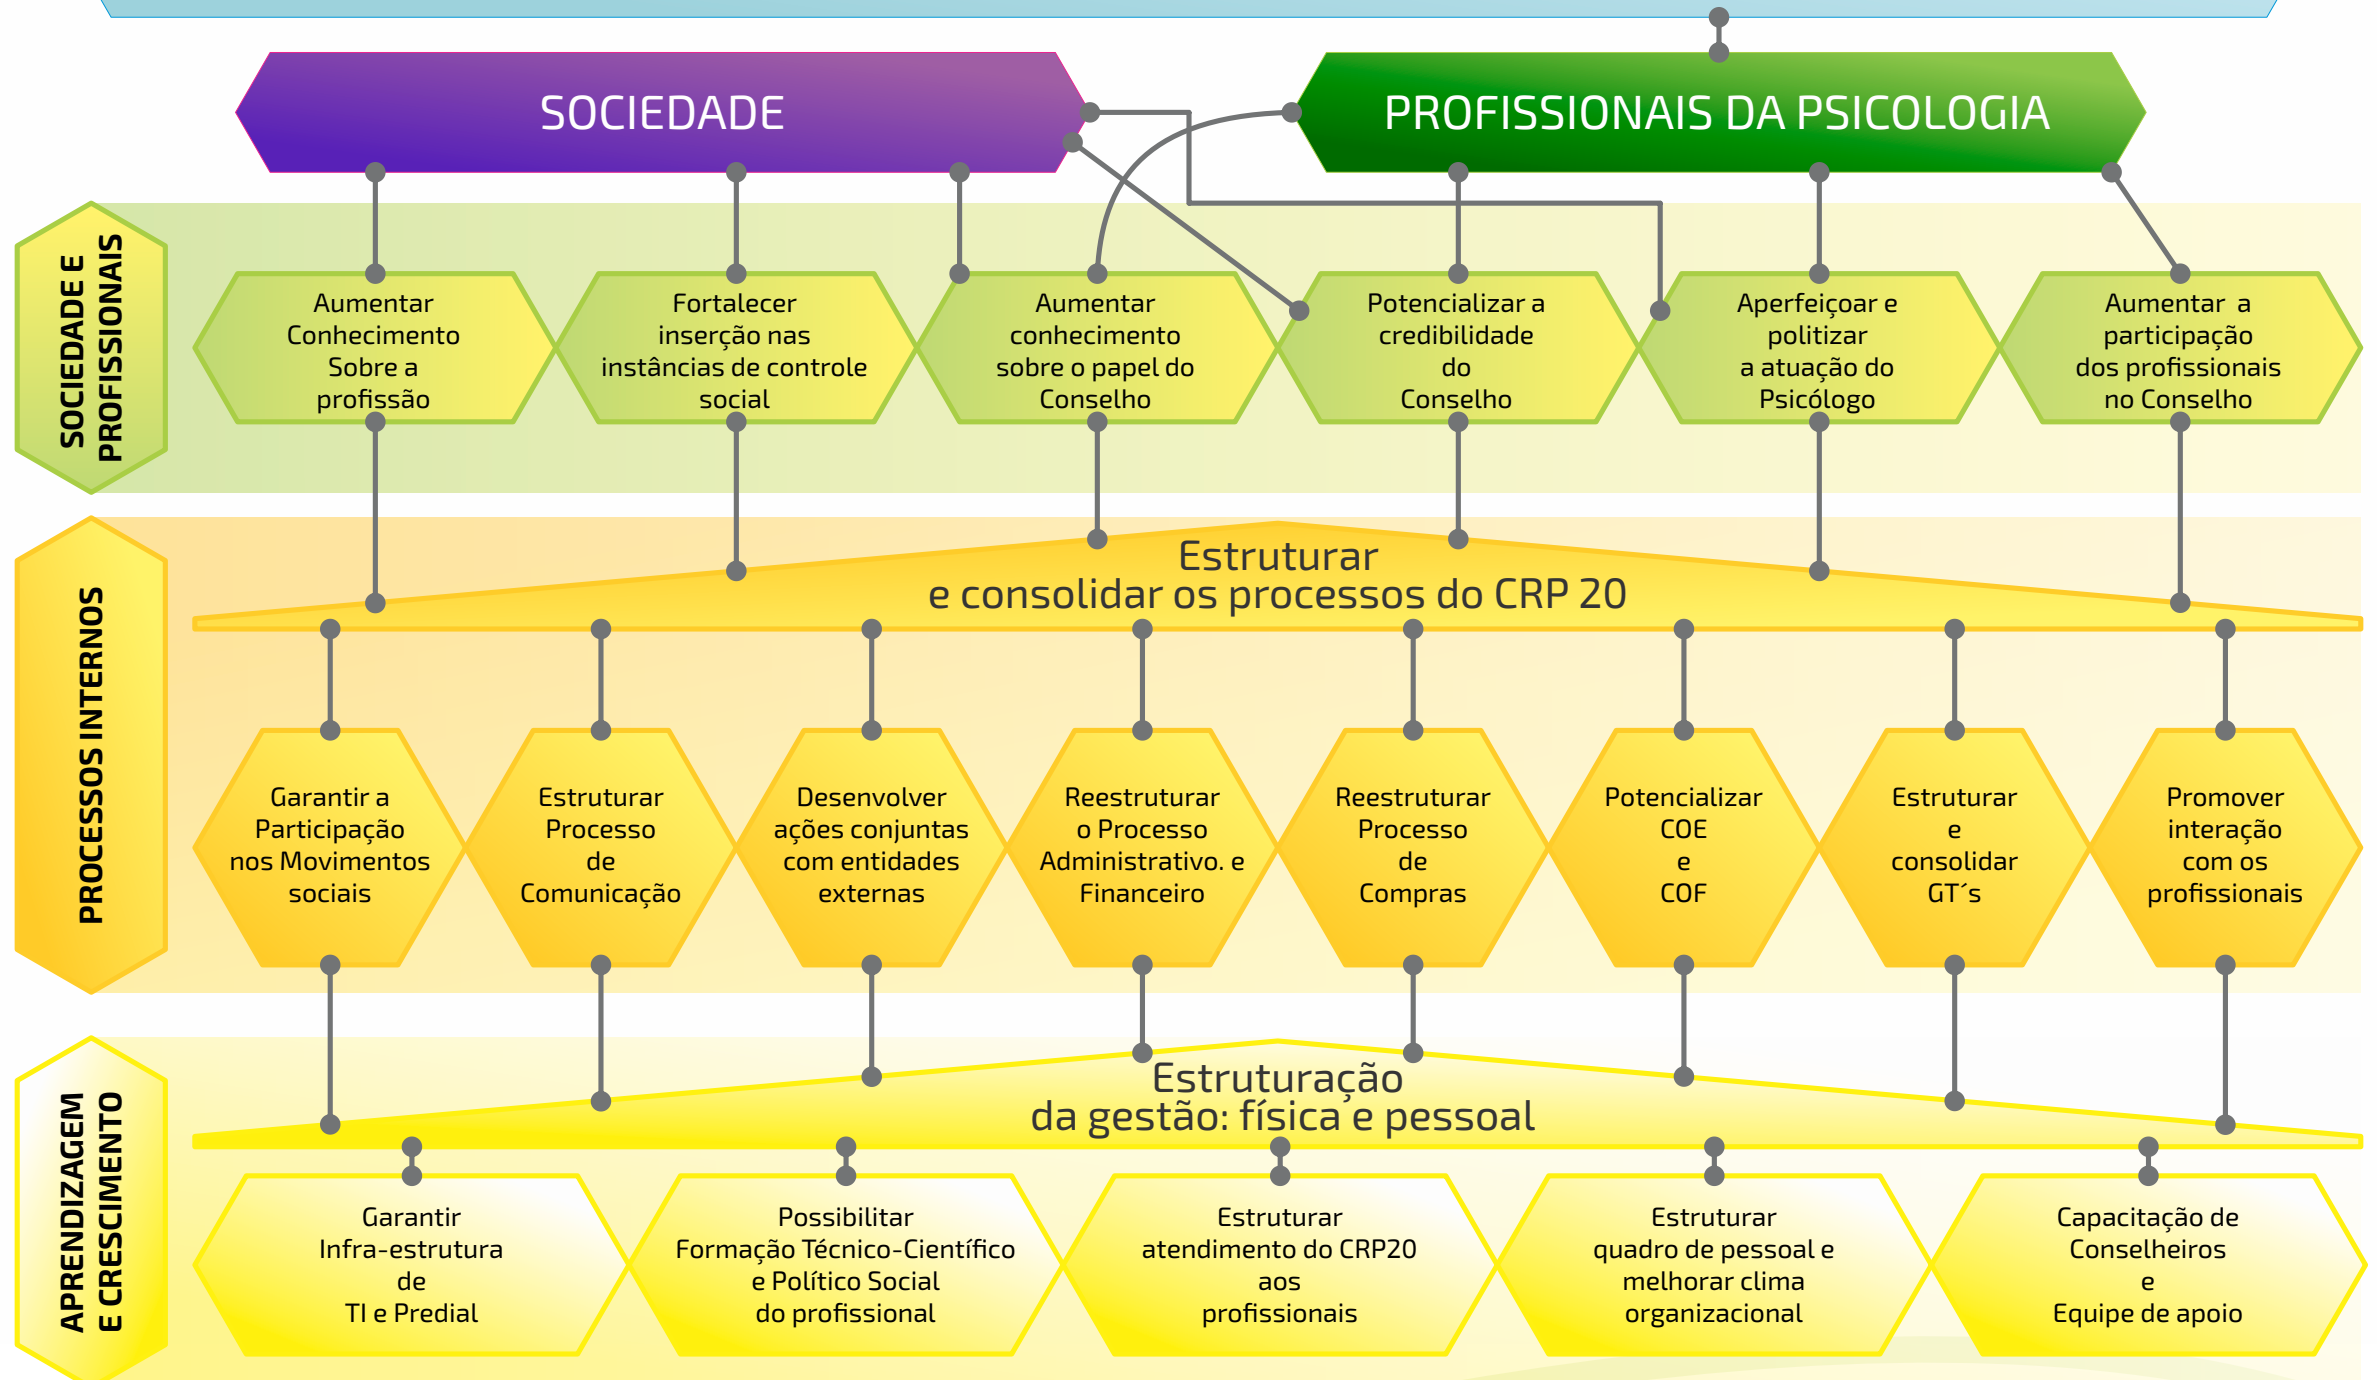 SOCIEDADE
PROFISSIONAIS DA PSICOLOGIA
SOCIEDADE E
PROFISSIONAIS
Aumentar
Conhecimento
Sobre a
profissão
Fortalecer
inserção nas
instâncias de controle
social
Aumentar
conhecimento
sobre o papel do
Conselho
Potencializar a
credibilidade
do
Conselho
Aperfeiçoar e
politizar
a atuação do
Psicólogo
Aumentar a
participação
dos profissionais
no Conselho
PROCESSOS INTERNOS
Estruturar
e consolidar os processos do CRP 20
Garantir a
Participação
nos Movimentos
sociais
Estruturar
Processo
de
Comunicação
Desenvolver
ações conjuntas
com entidades
externas
Reestruturar
o Processo
Administrativo. e
Financeiro
Reestruturar
Processo
de
Compras
Potencializar
COE
e
COF
Estruturar
e
consolidar
GT´s
Promover
interação
com os
profissionais
APRENDIZAGEM
E CRESCIMENTO
Estruturação
da gestão: física e pessoal
Garantir
Infra-estrutura
de
TI e Predial
Possibilitar
Formação Técnico-Científico
e Político Social
do profissional
Estruturar
atendimento do CRP20
aos
profissionais
Estruturar
quadro de pessoal e
melhorar clima
organizacional
Capacitação de
Conselheiros
e
Equipe de apoio